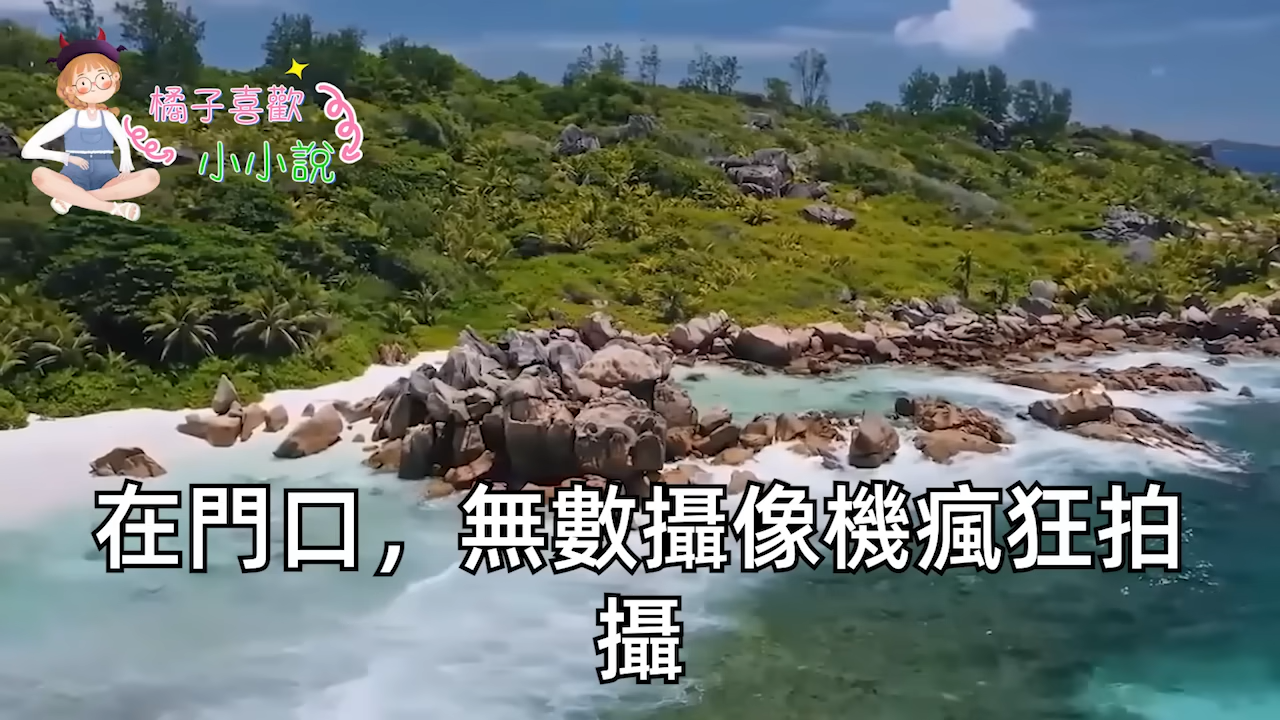 橘子喜歡
小小說
在門口，無數攝像機瘋狂拍
攝